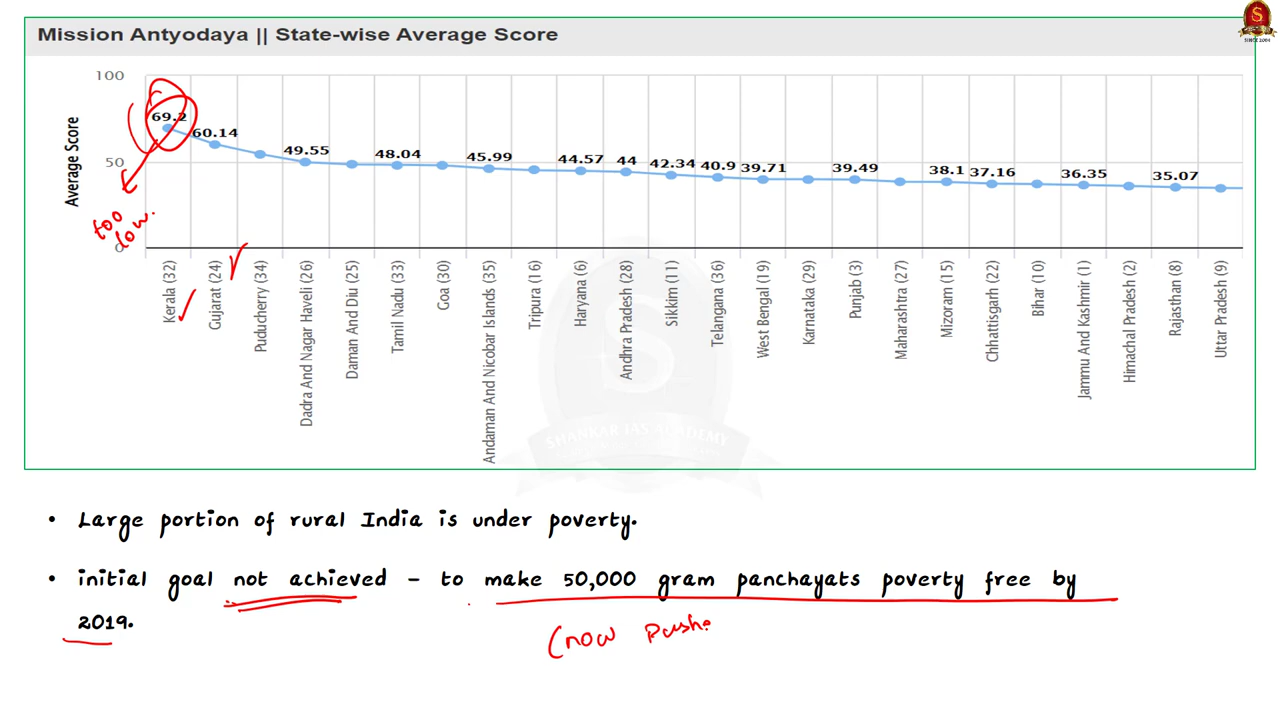 Mission Antyodaya || State-wise Average Score
S
SINCE 2004
100
50
0
Average Score
69.2
60.14
49.55
48.04
45.99
44.57
44
42.34
40.9
39.71
39.49
38.1
37.16
36.35
35.07
too
low.
Kerala (32)
Gujarat (24)
Puducherry (34)
Dadra And Nagar Haveli (26)
Daman And Diu (25)
Tamil Nadu (33)
Goa (30)
Andaman And Nicobar Islands (35)
Tripura (16)
Haryana (6)
Andhra Pradesh (28)
Sikkim (11)
Telangana (36)
West Bengal (19)
Karnataka (29)
Punjab (3)
Maharashtra (27)
Mizoram (15)
Chhattisgarh (22)
Bihar (10)
Jammu And Kashmir (1)
Himachal Pradesh (2)
Rajasthan (8)
Uttar Pradesh (9)
S
SHANKAR IAS ACADEMY
• Large portion of rural India is under poverty.
• initial goal not achieved - to make 50,000 gram panchayats poverty free by
2019.
(now Push